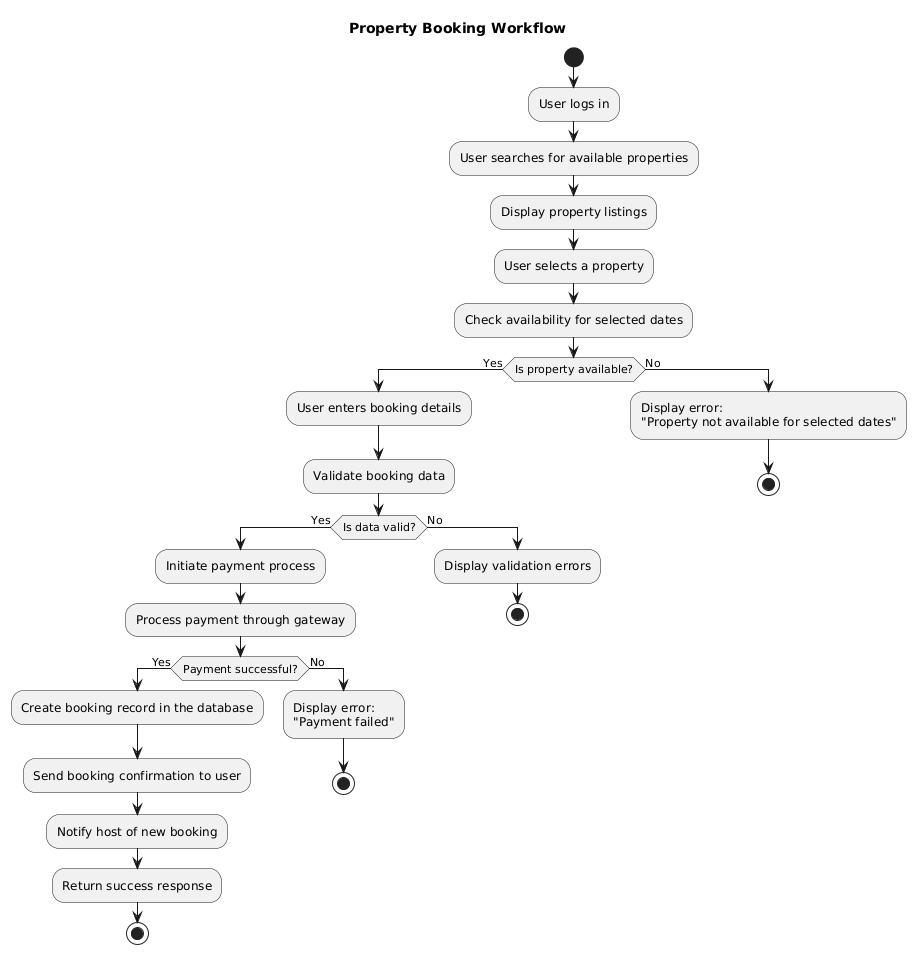 Property Booking Workflow
User logs in
User searches for available properties
Display property listings
User selects a property
Check availability for selected dates
Yes
Is property available?
No
User enters booking details
Display error:
"Property not available for selected dates"
Validate booking data
Yes
Is data valid?
No
Initiate payment process
Display validation errors
Process payment through gateway
Yes
Payment successful?
No
Create booking record in the database
Display error:
"Payment failed"
Send booking confirmation to user
Notify host of new booking
Return success response